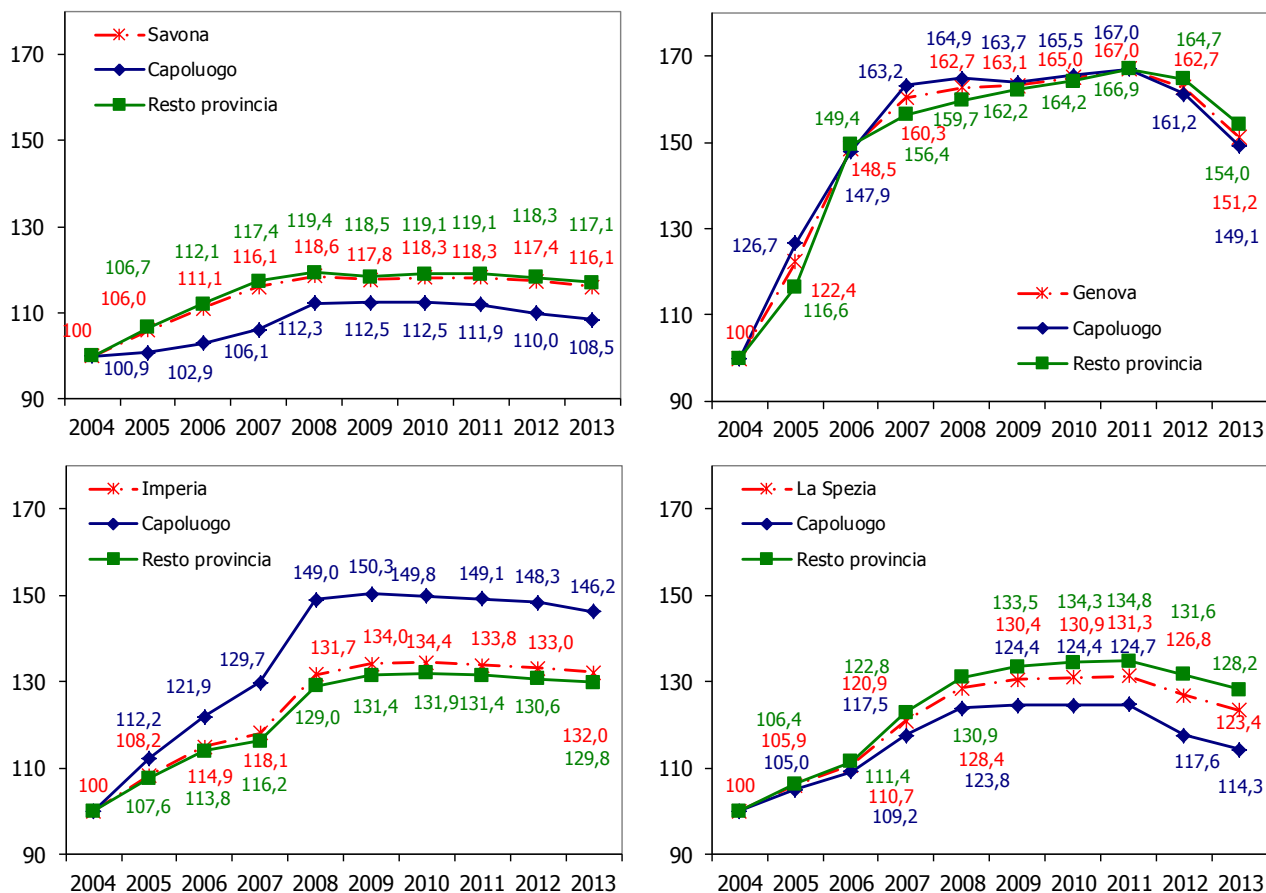 170
150
130
110
90
Savona
Capoluogo
Resto provincia
119,4 118,5 119,1 119,1 118,3 117,1
117,4
112,1
106,7
118,6 117,8 118,3 118,3 117,4 116,1
116,1
111,1
106,0
100
100,9 102,9 106,1 112,3 112,5 112,5 111,9 110,0 108,5
2004 2005 2006 2007 2008 2009 2010 2011 2012 2013
170
150
130
110
90
164,9 163,7 165,5 167,0 164,7
163,2 162,7 163,1 165,0 167,0 162,7
149,4 160,3 159,7 162,2 164,2 166,9
156,4
148,5
147,9
161,2
154,0
151,2
149,1
126,7
122,4
116,6
100
Genova
Capoluogo
Resto provincia
2004 2005 2006 2007 2008 2009 2010 2011 2012 2013
170
150
130
110
90
Imperia
Capoluogo
Resto provincia
149,0 150,3 149,8 149,1 148,3 146,2
129,7
121,9
112,2
131,7 134,0 134,4 133,8 133,0
108,2
100
129,0 131,4 131,9 131,4 130,6
132,0
129,8
107,6 114,9 118,1
113,8 116,2
2004 2005 2006 2007 2008 2009 2010 2011 2012 2013
170
150
130
110
90
La Spezia
Capoluogo
Resto provincia
133,5 134,3 134,8 131,6
130,4 130,9 131,3 126,8
124,4 124,4 124,7
128,2
122,8
120,9
117,5
106,4
105,9
105,0
100
130,9
128,4
123,8
111,4
110,7
109,2
123,4
117,6
114,3
2004 2005 2006 2007 2008 2009 2010 2011 2012 2013